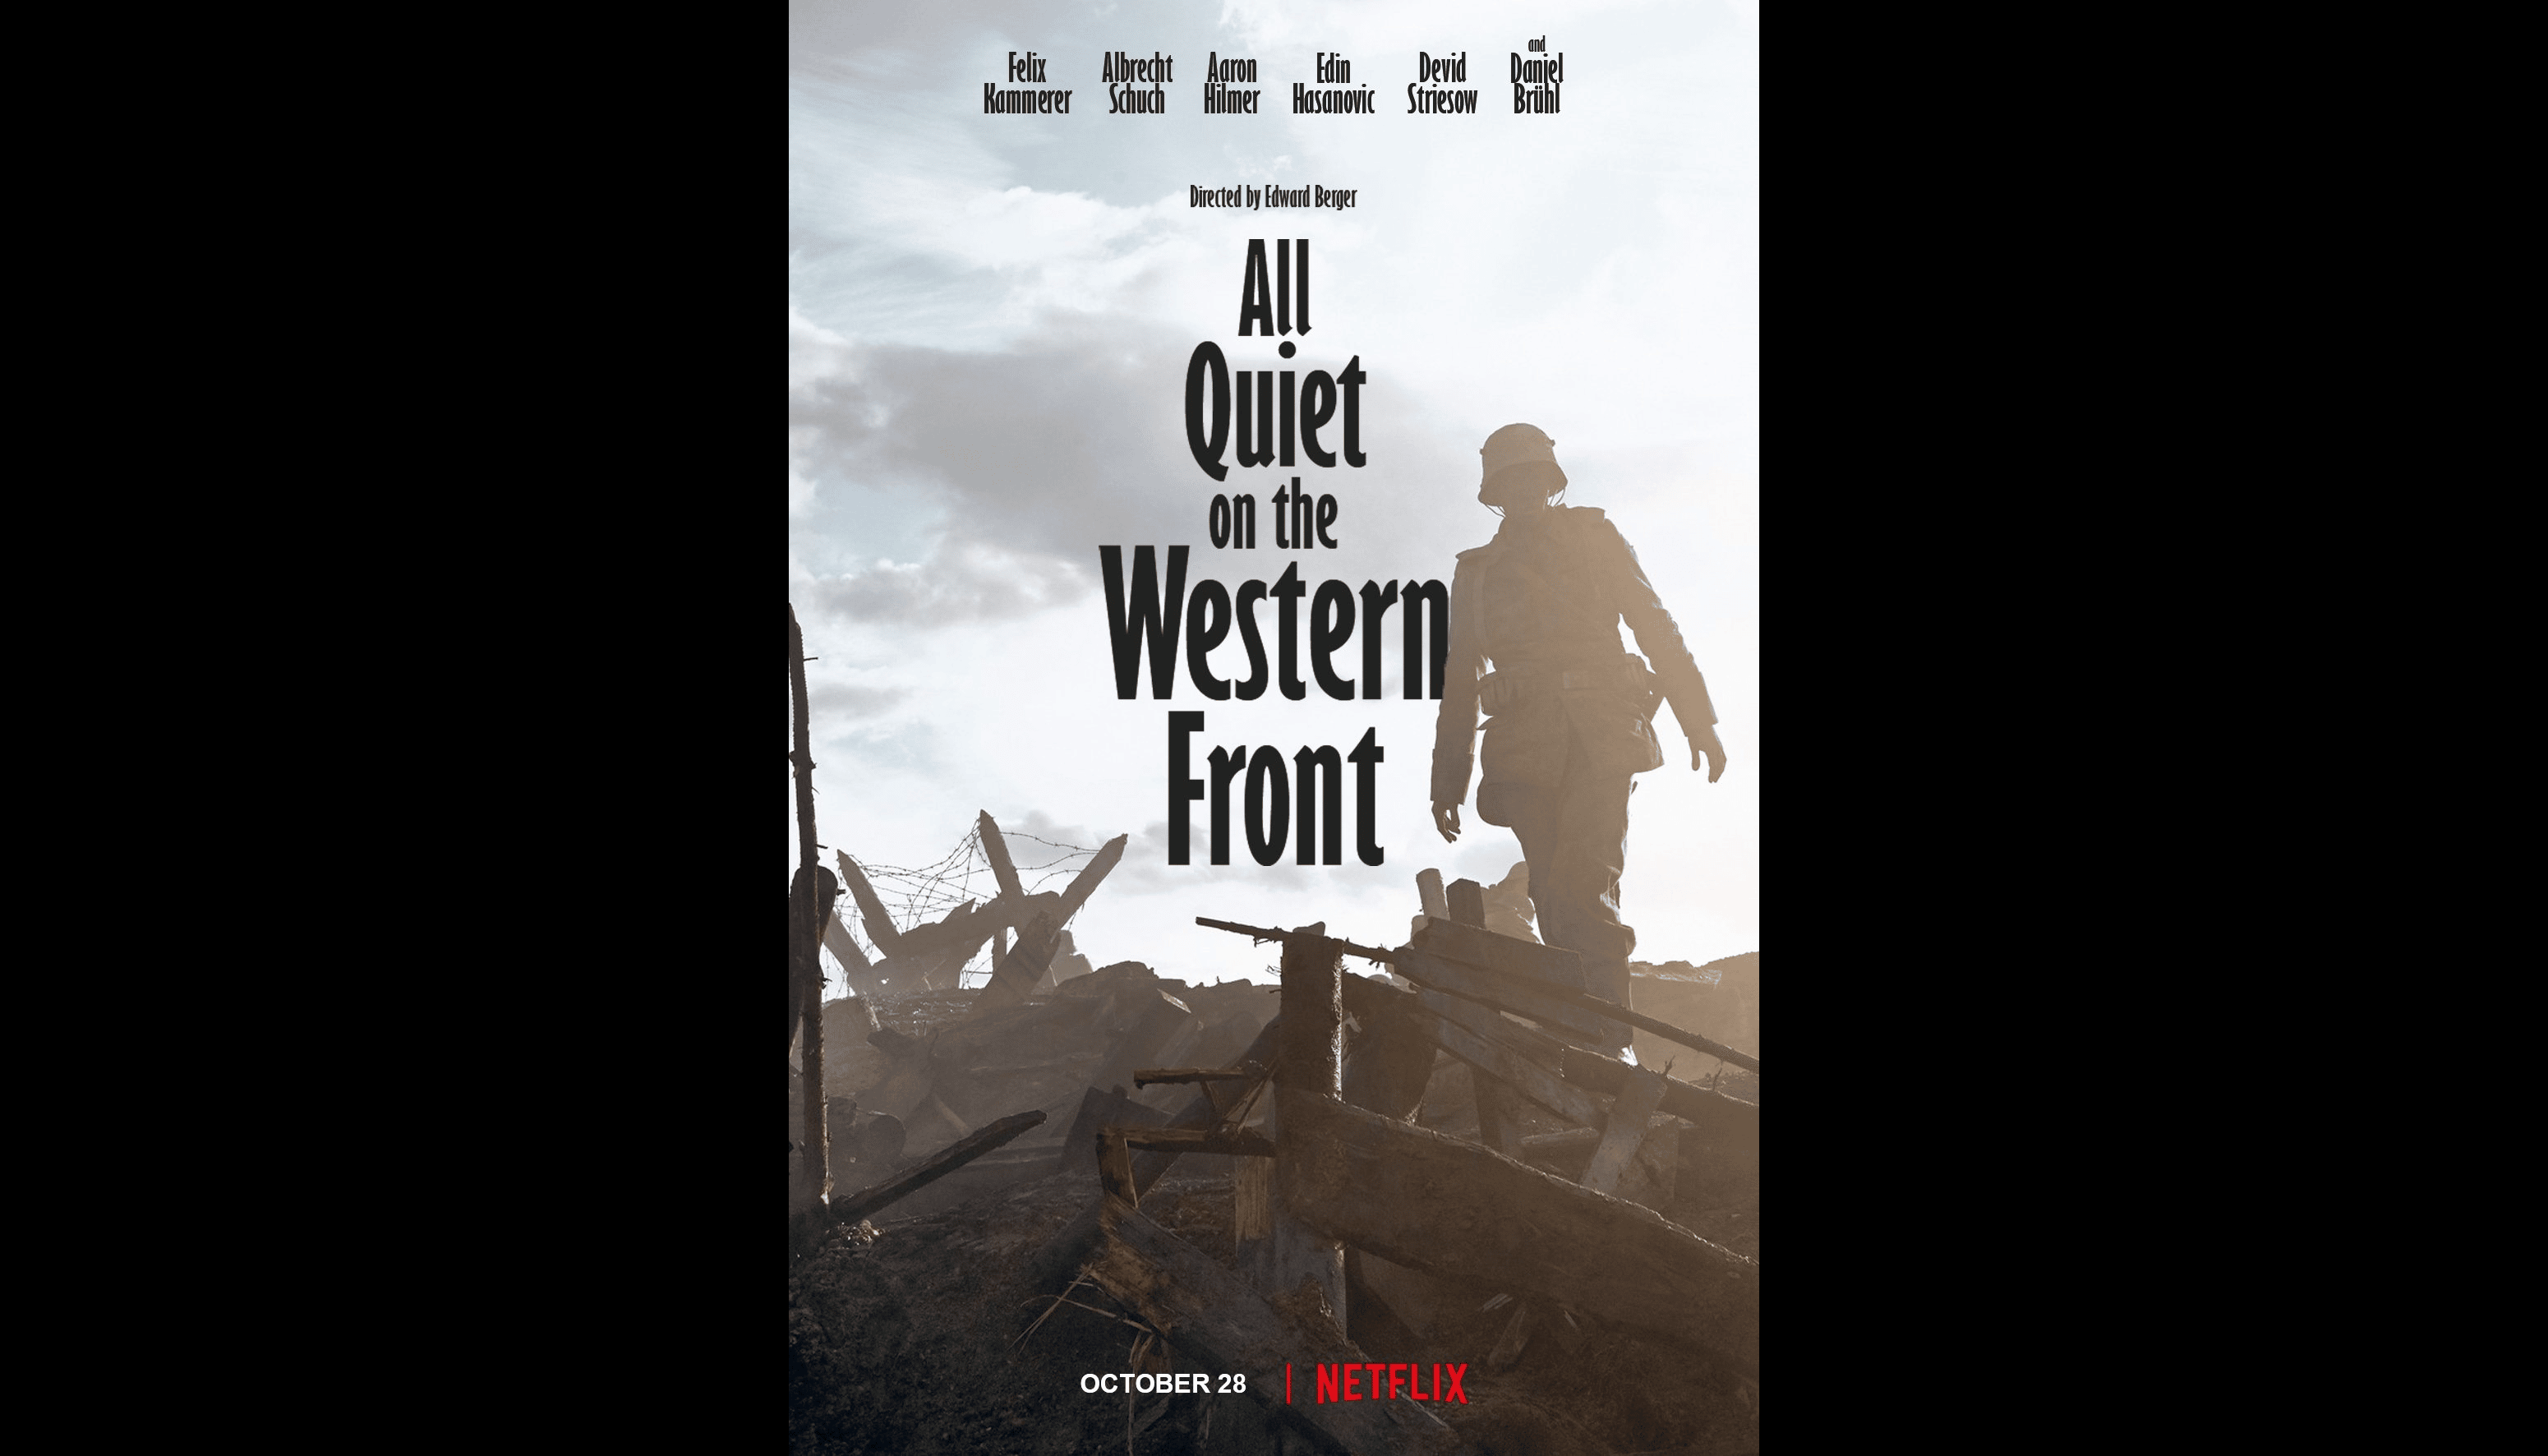 Felix Kammerer
Albrecht Schuch
Aaron Hilmer
Edin Hasanovic
Devid Striesow
and Daniel Brühl
Directed by Edward Berger
All
Quiet
on the
Western
Front
OCTOBER 28 | NETFLIX